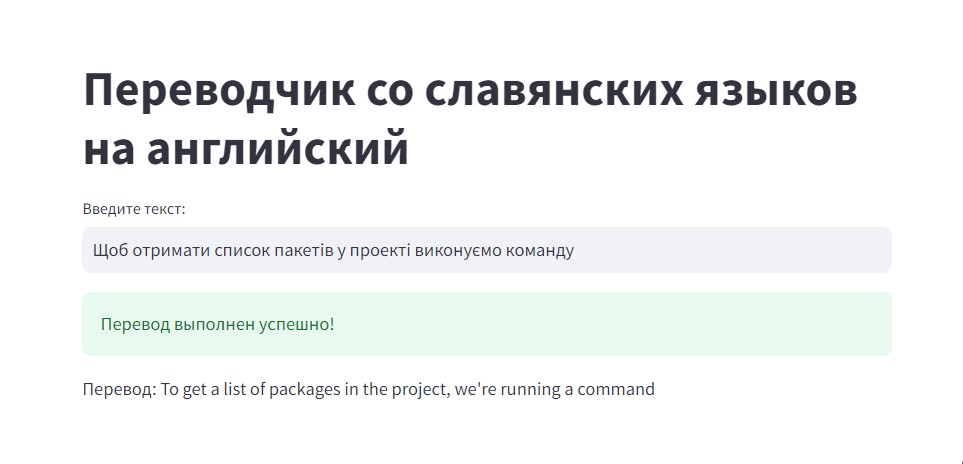 Переводчик со славянских языков
на английский
Введите текст:
Щоб отримати список пакетів у проекті виконуємо команду
Перевод выполнен успешно!
Перевод: To get a list of packages in the project, we're running a command